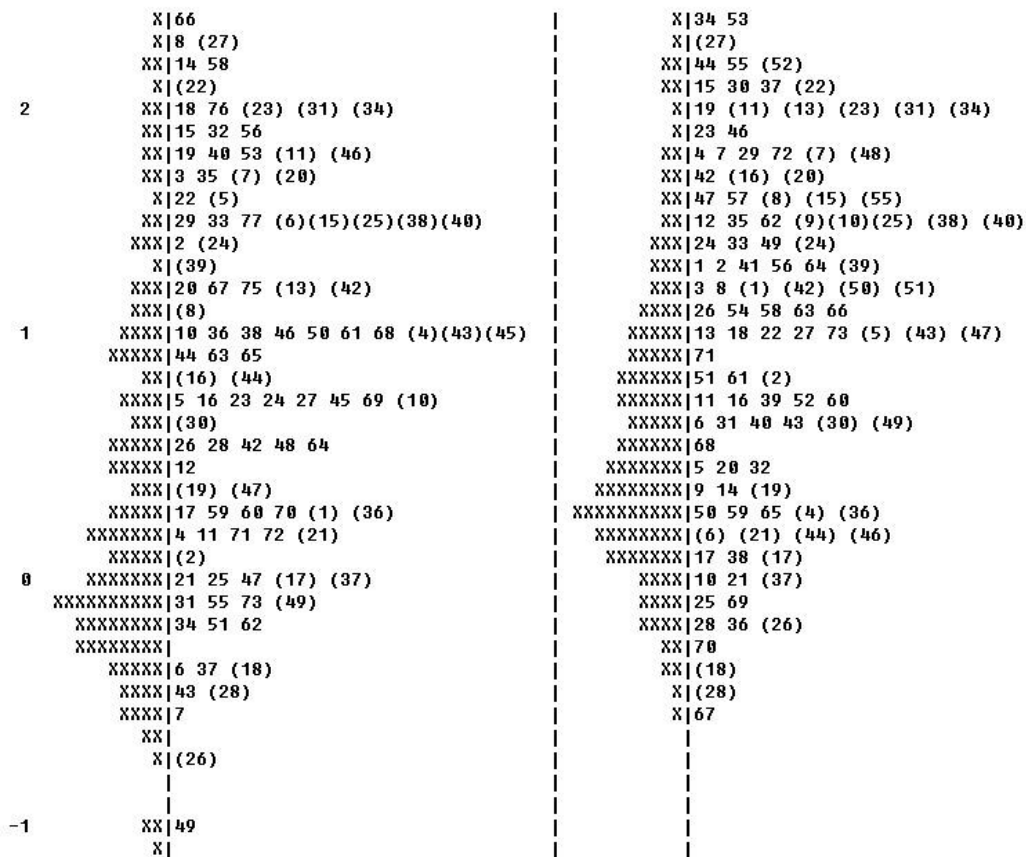 X|66 | X|34 53
X|8 (27) | X|(27)
XX|14 58 | XX|44 55 (52)
X|(22) | XX|15 30 37 (22)
2 XX|18 76 (23) (31) (34) | X|19 (11) (13) (23) (31) (34)
XX|15 32 56 | X|23 46
XX|19 40 53 (11) (46) | XX|4 7 29 72 (7) (48)
XX|3 35 (7) (20) | XX|42 (16) (20)
X|22 (5) | XX|47 57 (8) (15) (55)
XX|29 33 77 (6)(15)(25)(38)(40) | XX|12 35 62 (9)(10)(25) (38) (40)
XXX|2 (24) | XXX|24 33 49 (24)
X|(39) | XXX|1 2 41 56 64 (39)
XXX|20 67 75 (13) (42) | XXX|3 8 (1) (42) (50) (51)
XXX|(8) | XXXX|26 54 58 63 66
1 XXXX|10 36 38 46 50 61 68 (4)(43)(45) | XXXXX|13 18 22 27 73 (5) (43) (47)
XXXXX|44 63 65 | XXXXX|71
XX|(16) (44) | XXXXXX|51 61 (2)
XXXX|5 16 23 24 27 45 69 (10) | XXXXXX|11 16 39 52 60
XXX|(30) | XXXXX|6 31 40 43 (30) (49)
XXXXX|26 28 42 48 64 | XXXXXX|68
XXXXX|12 | XXXXXXX|5 20 32
XXX|(19) (47) | XXXXXXXX|9 14 (19)
XXXXX|17 59 60 70 (1) (36) | XXXXXXXXXX|50 59 65 (4) (36)
XXXXXXX|4 11 71 72 (21) | XXXXXXXX|(6) (21) (44) (46)
XXXXX|(2) | XXXXXXX|17 38 (17)
0 XXXXXXX|21 25 47 (17) (37) | XXXX|10 21 (37)
XXXXXXXXXX|31 55 73 (49) | XXXX|25 69
XXXXXXXX|34 51 62 | XXXX|28 36 (26)
XXXXXXXX| | XX|70
XXXXX|6 37 (18) | XX|(18)
XXXX|43 (28) | X|(28)
XXXX|7 | X|67
XX| | |
X|(26) | |
| | |
| | |
-1 XX|49 | |
X| | |